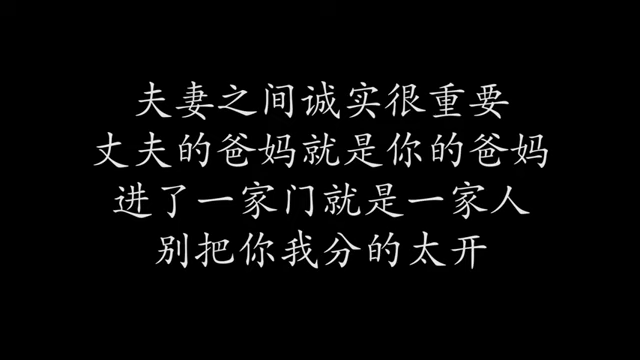 夫妻之间诚实很重要
丈夫的爸妈就是你的爸妈
进了一家门就是一家人
别把你我分的太开